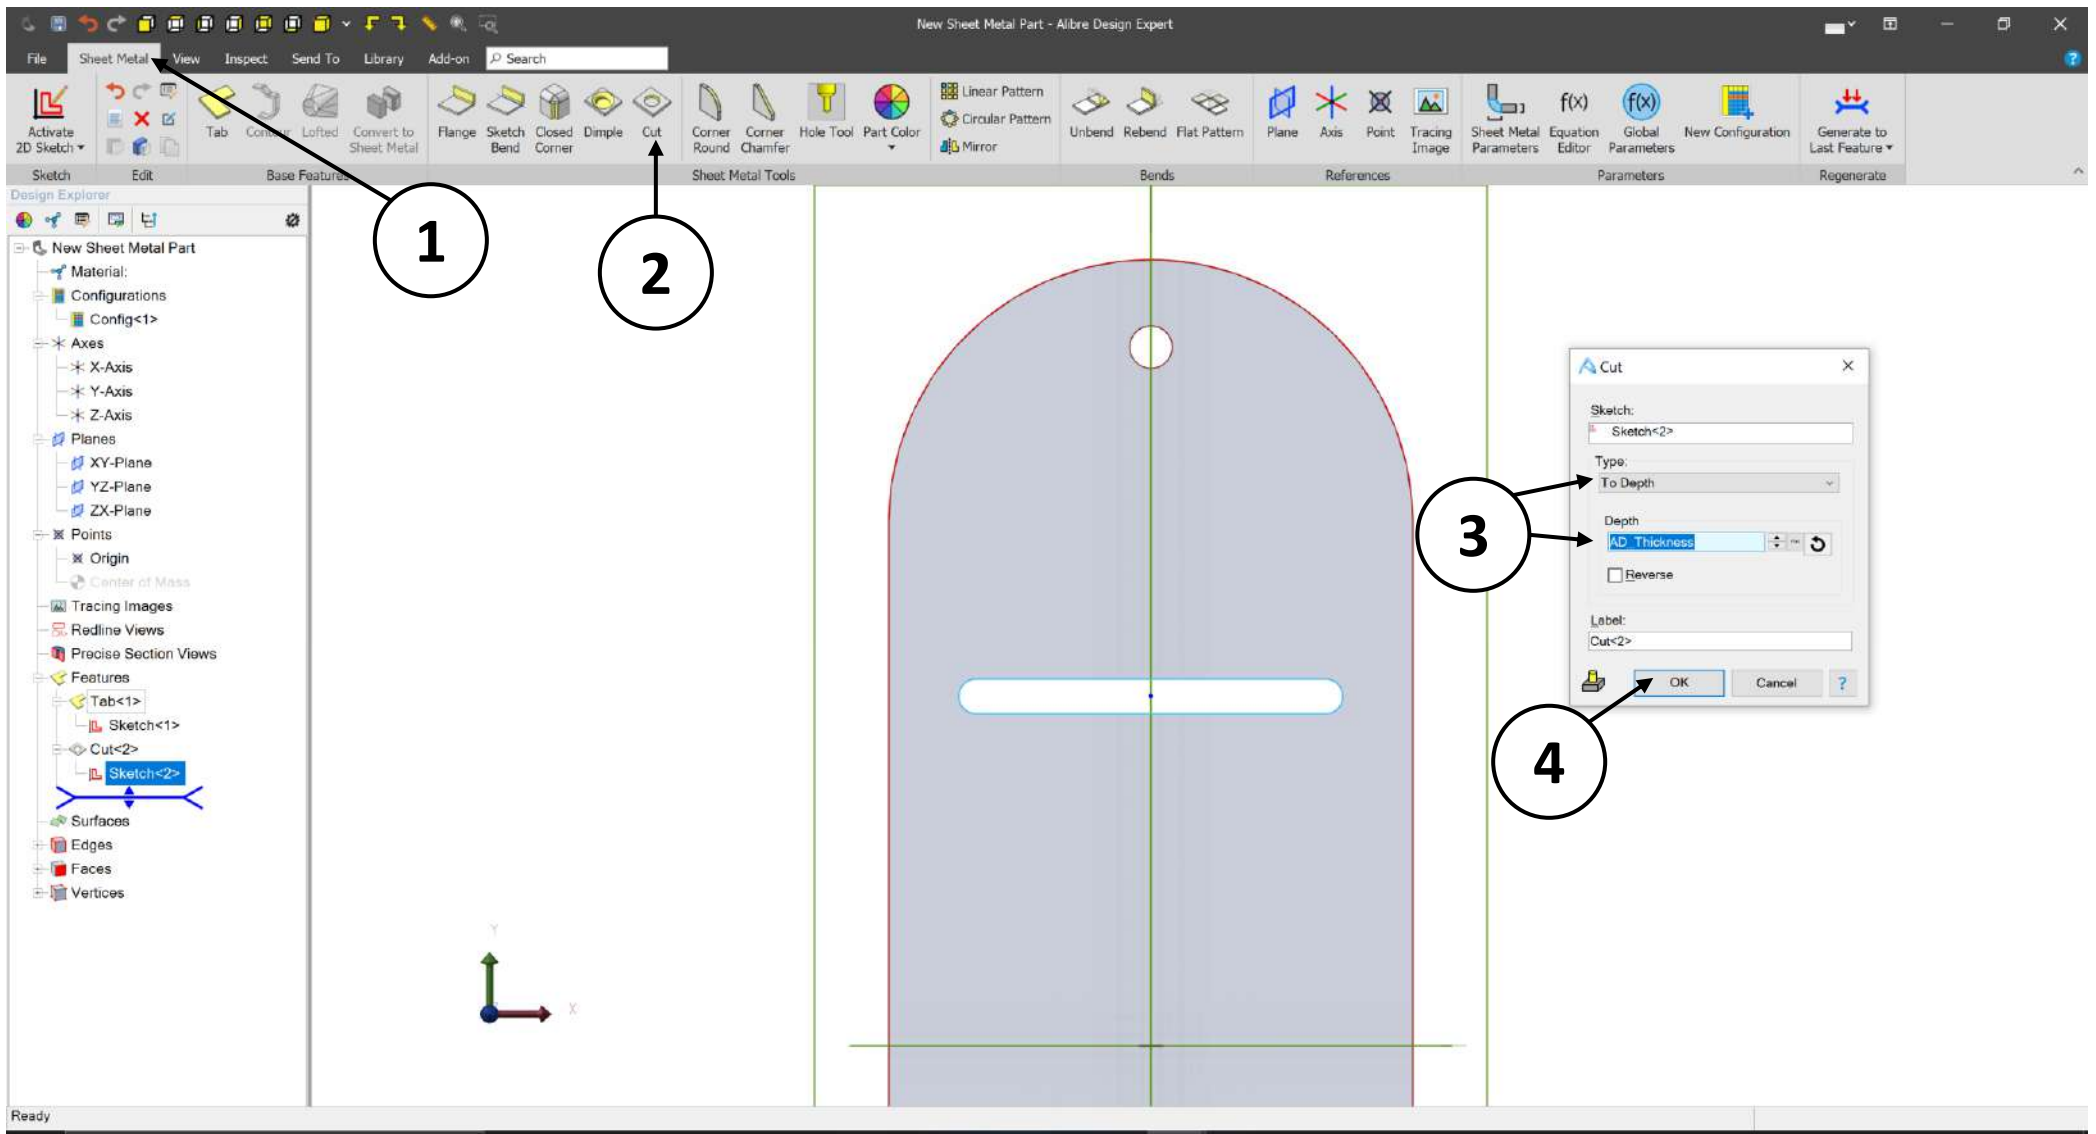 New Sheet Metal Part - Alibre Design Expert
File Sheet Metal View Inspect Send To Library Add-on Search
Activate 2D Sketch
Tab
Contour
Lofted
Convert to Sheet Metal
Flange
Sketch Bend
Closed Corner
Dimple
Cut
Corner Round
Corner Chamfer
Hole Tool
Part Color
Linear Pattern
Circular Pattern
Mirror
Unbend
Rebend
Flat Pattern
Plane
Axis
Point
Tracing Image
Sheet Metal Parameters
f(x)
Equation Editor
f(x)
Global Parameters
New Configuration
Generate to Last Feature
Sketch Edit Base Features Sheet Metal Tools Bends References Parameters Regenerate
Design Explorer
New Sheet Metal Part
Material:
Configurations
Config<1>
Axes
X-Axis
Y-Axis
Z-Axis
Planes
XY-Plane
YZ-Plane
ZX-Plane
Points
Origin
Center of Mass
Tracing Images
Redline Views
Precise Section Views
Features
Tab<1>
Sketch<1>
Cut<2>
Sketch<2>
Surfaces
Edges
Faces
Vertices
1
2
3
4
Y
X
Cut
Sketch:
Sketch<2>
Type:
To Depth
Depth
AD_Thickness
Reverse
Label:
Cut<2>
OK Cancel ?
Ready